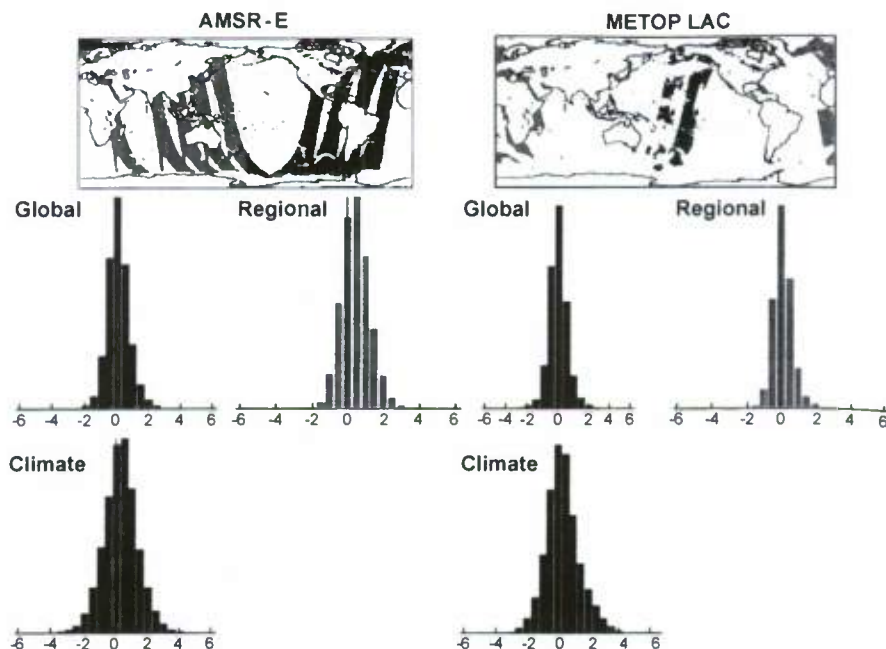 AMSR-E METOP LAC
Global Regional Global Regional
-6 -4 -2 0 2 4 6 -6 -4 -2 0 2 4 6 -6 -4 -2 0 2 4 6 -6 -4 -2 0 2 4 6
Climate Climate
-6 -4 -2 0 2 4 6 -6 -4 -2 0 2 4 6